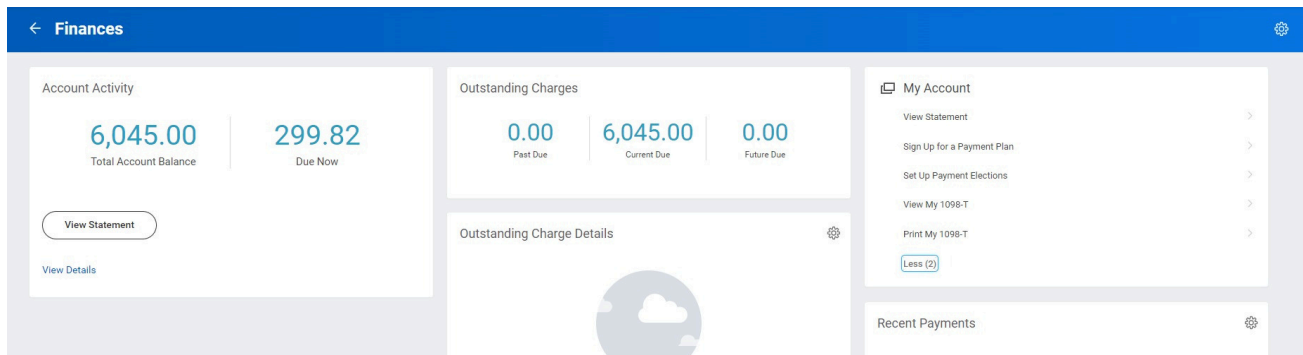 Finances
Account Activity
6,045.00
Total Account Balance
299.82
Due Now
View Statement
View Details
Outstanding Charges
0.00
Past Due
6,045.00
Current Due
0.00
Future Due
Outstanding Charge Details
My Account
View Statement
Sign Up for a Payment Plan
Set Up Payment Elections
View My 1098-T
Print My 1098-T
Less (2)
Recent Payments